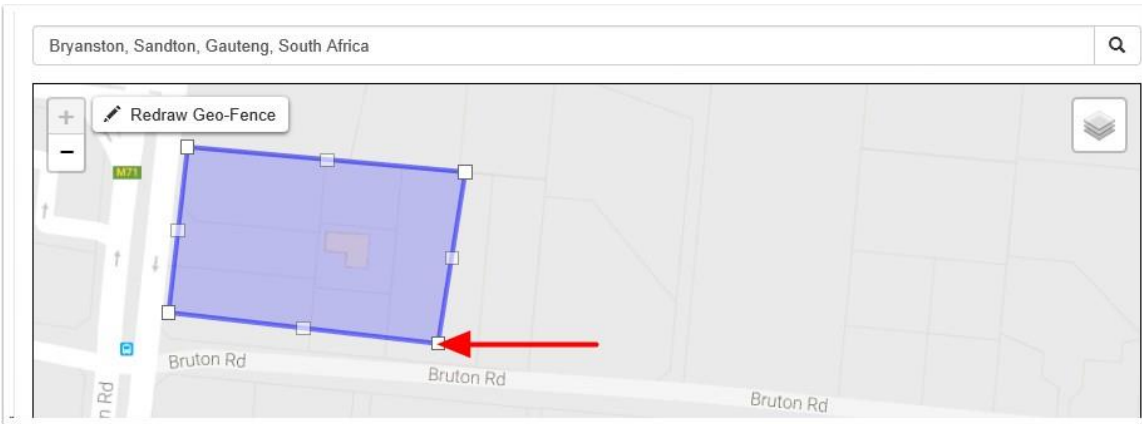 Bryanston, Sandton, Gauteng, South Africa
+
Redraw Geo-Fence
−
M71
Bruton Rd
Bruton Rd
Bruton Rd
n Rd